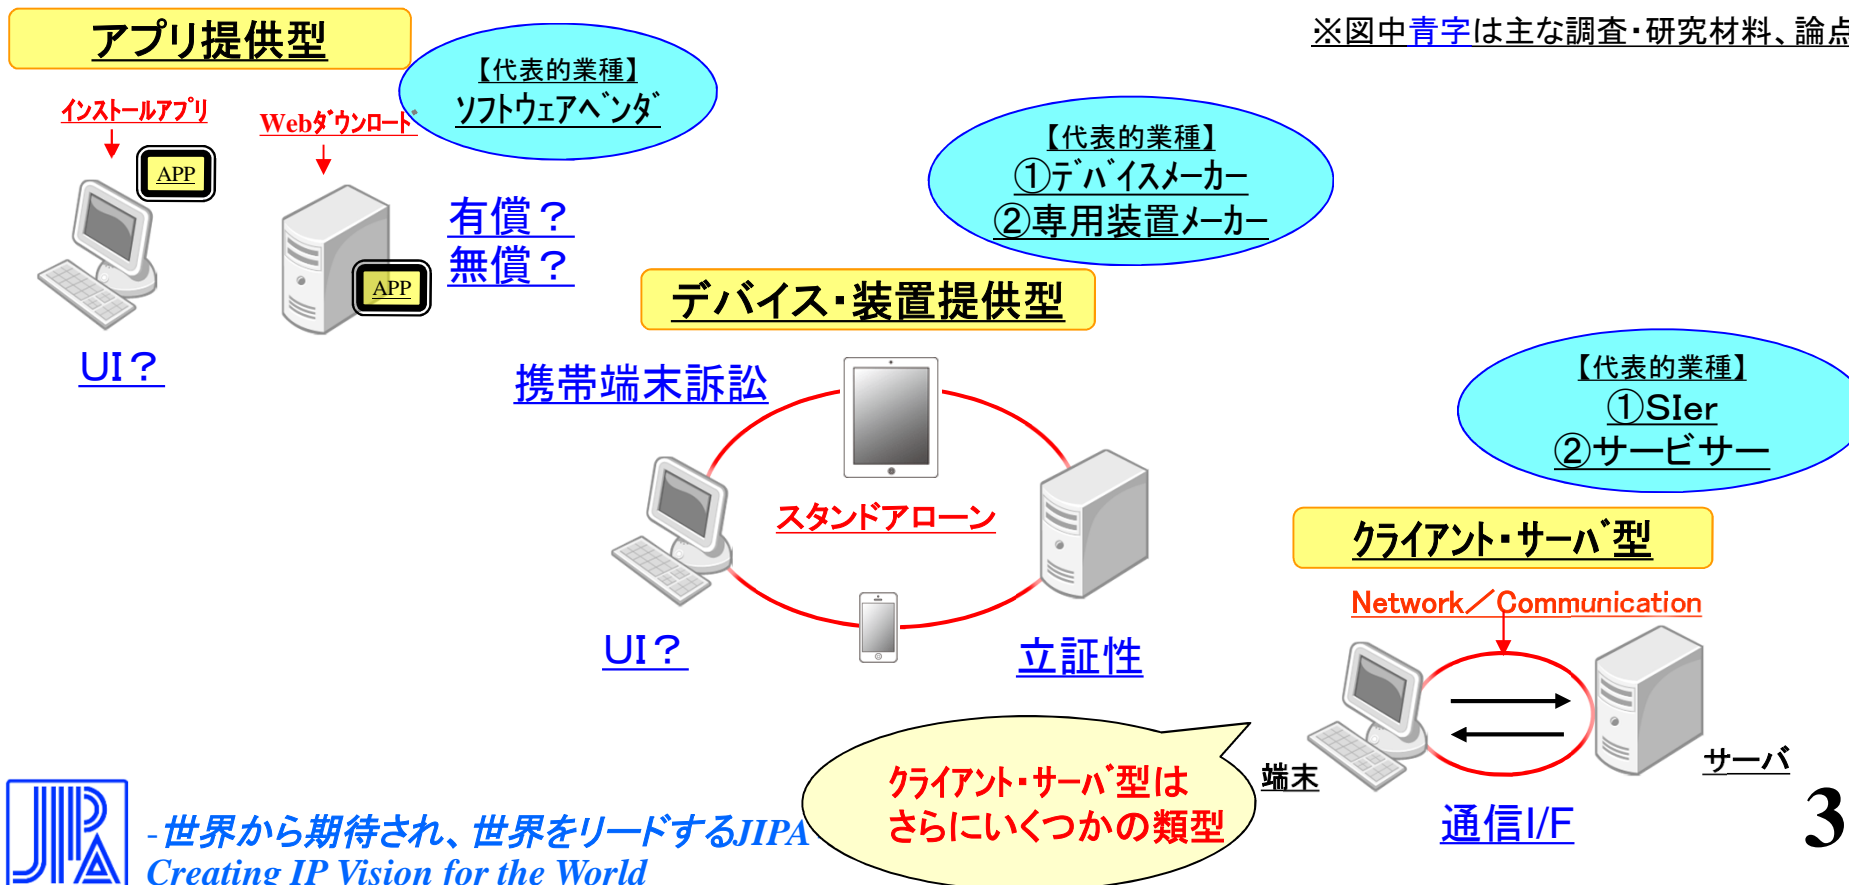 ※図中青字は主な調査・研究材料、論点
アプリ提供型
【代表的業種】
ソフトウェアベンダ
インストールアプリ
Webダウンロード
APP
APP
有償？
無償？
UI？
【代表的業種】
①デバイスメーカー
②専用装置メーカー
デバイス・装置提供型
携帯端末訴訟
スタンドアローン
UI？
立証性
【代表的業種】
①SIer
②サービサー
クライアント・サーバ型
Network／Communication
端末
サーバ
通信I/F
クライアント・サーバ型は
さらにいくつかの類型
JIPA
-世界から期待され、世界をリードするJIPA
Creating IP Vision for the World
3